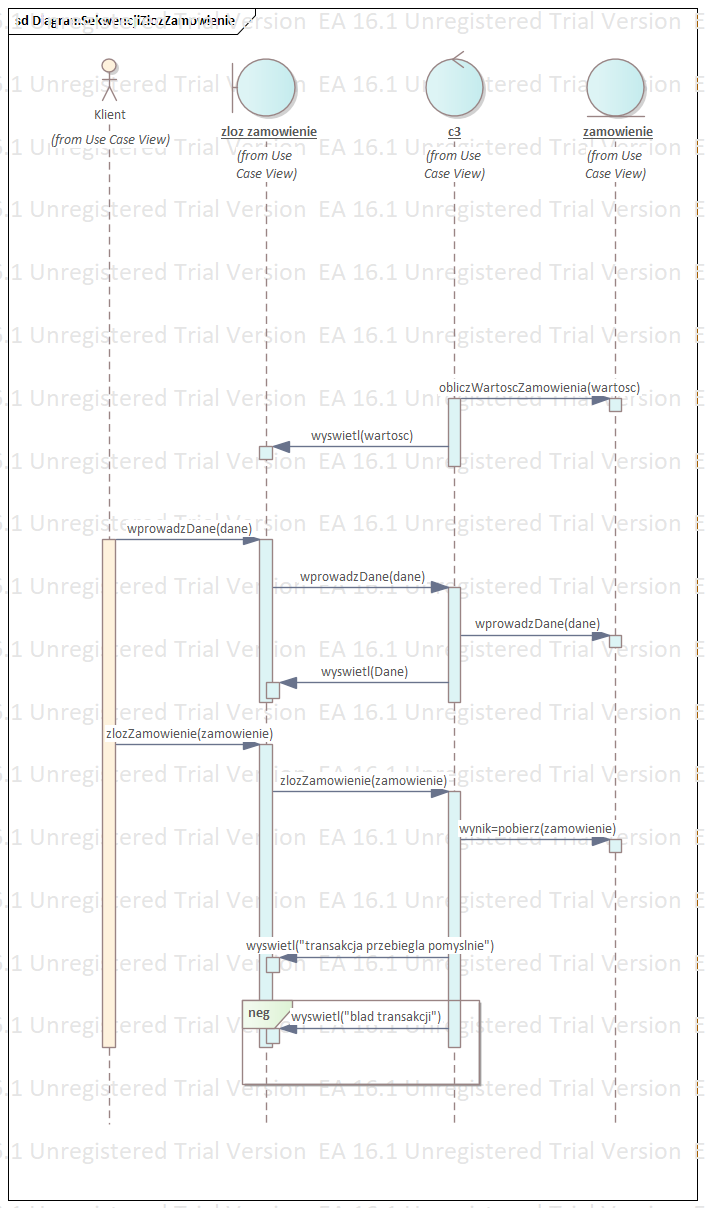 sd DiagramSekwencjiZlozZamowienie
Klient
(from Use Case View)
zloz zamowienie
(from Use
Case View)
c3
(from Use
Case View)
zamowienie
(from Use
Case View)
obliczWartoscZamowienia(wartosc)
wyswietl(wartosc)
wprowadzDane(dane)
wprowadzDane(dane)
wprowadzDane(dane)
wyswietl(Dane)
zlozZamowienie(zamowienie)
zlozZamowienie(zamowienie)
wynik=pobierz(zamowienie)
wyswietl("transakcja przebiegla pomyslnie")
neg
wyswietl("blad transakcji")
EA 16.1 Unregistered Trial Version